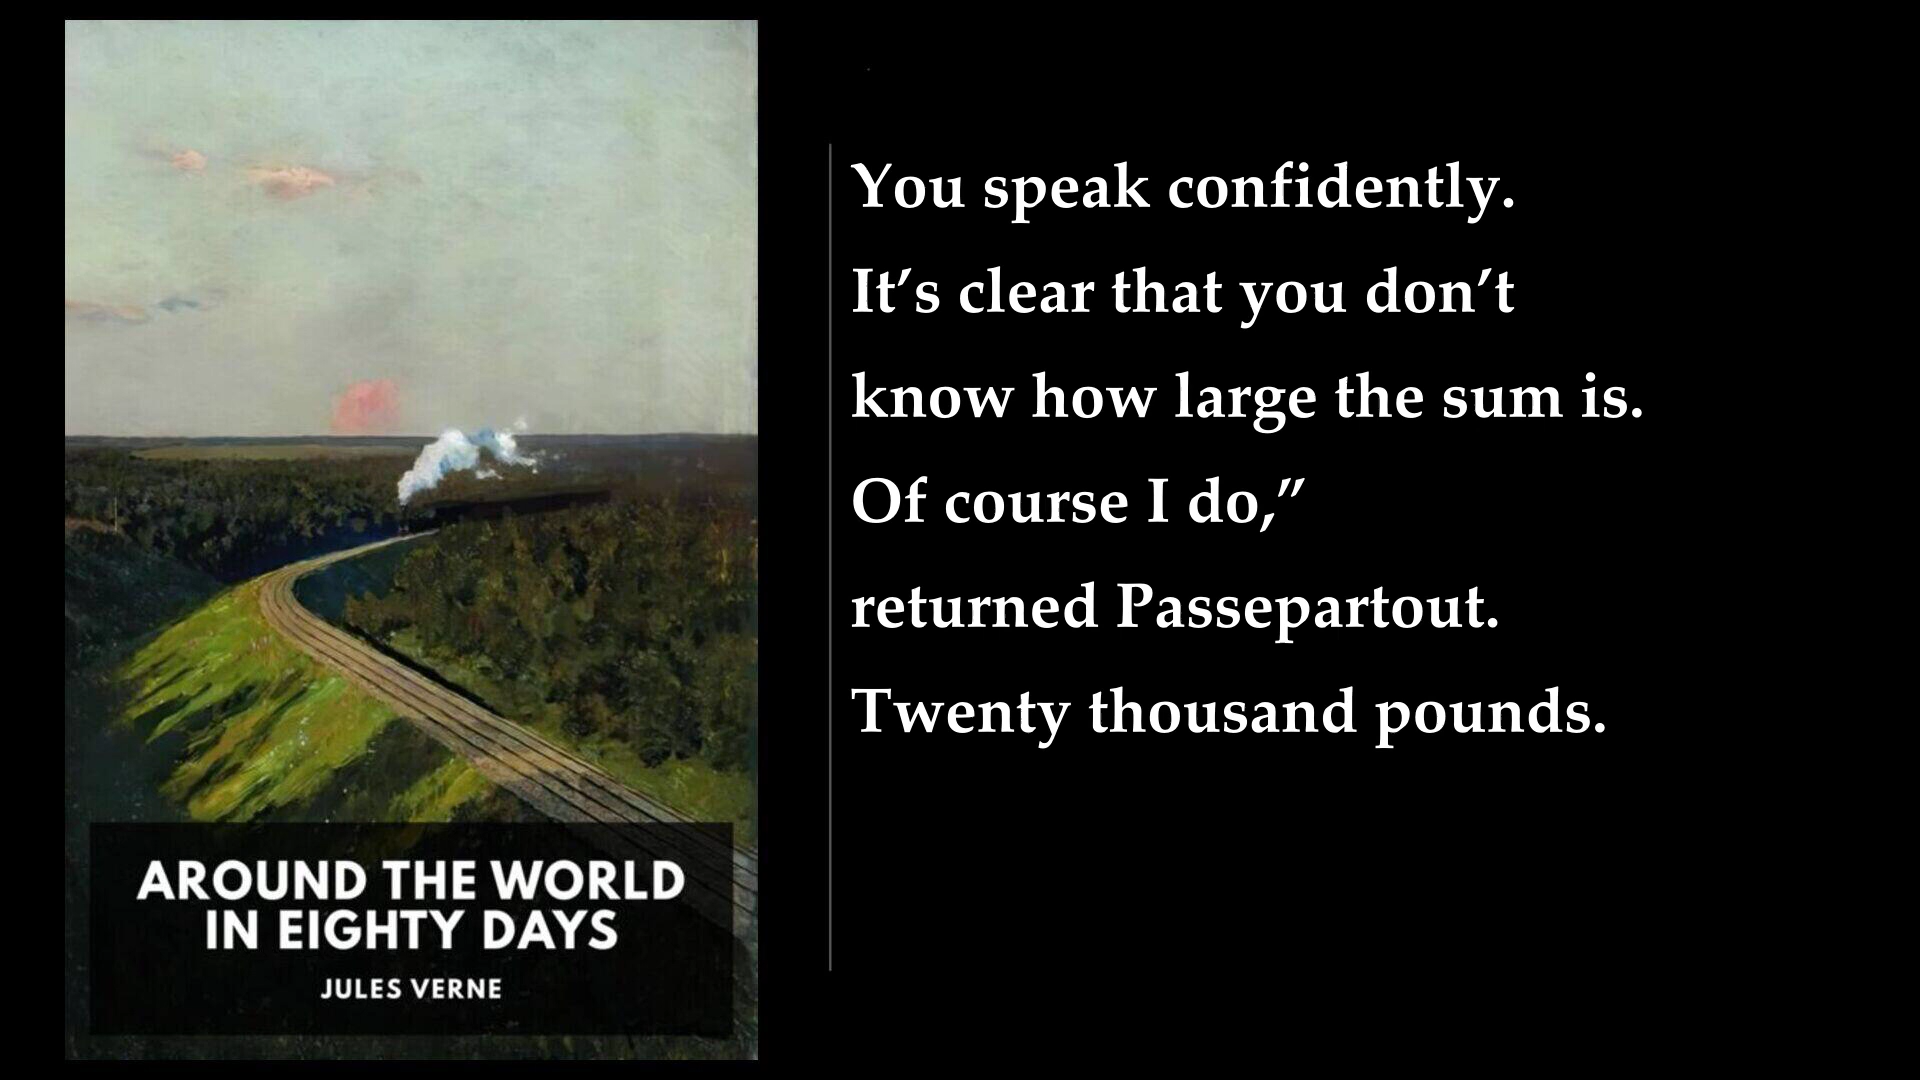 You speak confidently.
It’s clear that you don’t
know how large the sum is.
Of course I do,”
returned Passepartout.
Twenty thousand pounds.
AROUND THE WORLD
IN EIGHTY DAYS
JULES VERNE